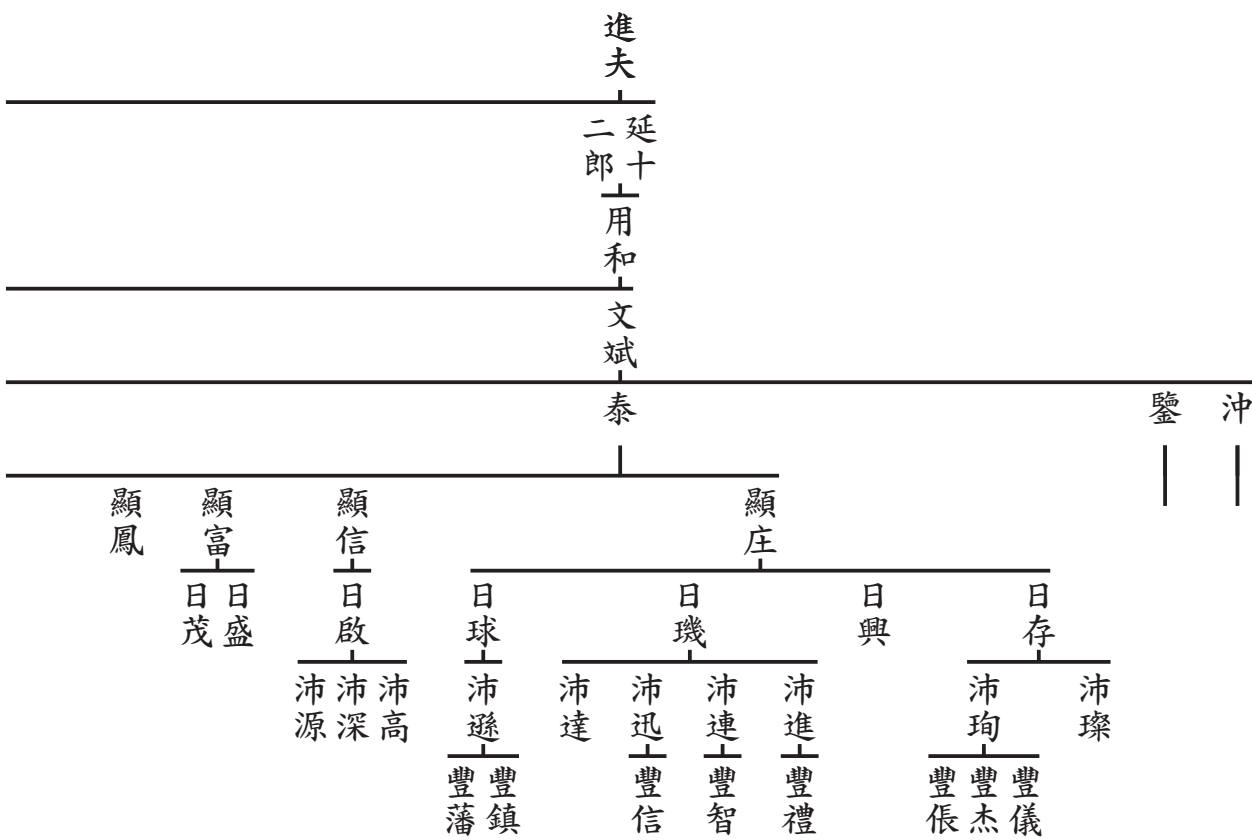 進夫
延十二郎
用和
文斌
沖
鑒
泰
顯庄
顯信
顯富
顯鳳
日存
日興
日璣
日球
日啟
日盛
日茂
沛璨
沛珣
沛進
沛連
沛迅
沛達
沛遜
沛高
沛深
沛源
豐儀
豐杰
豐倀
豐禮
豐智
豐信
豐鎮
豐藩